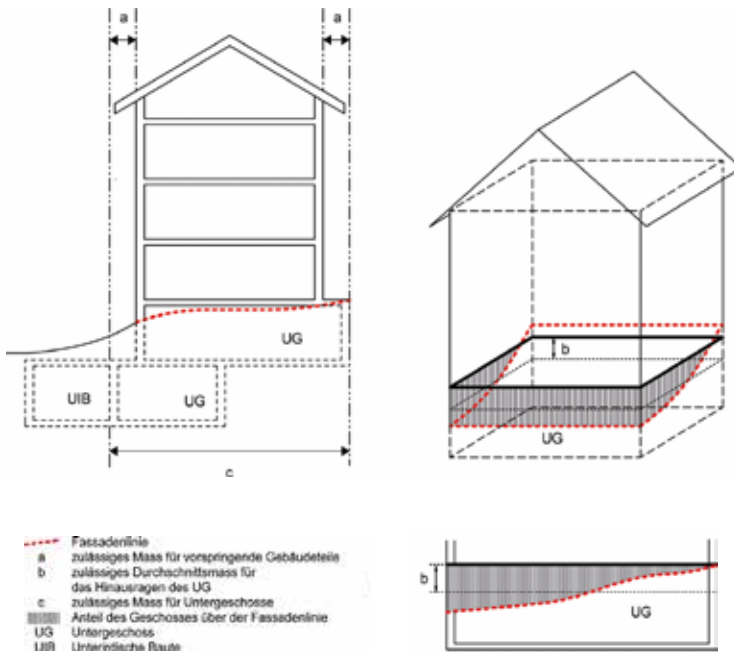 a
a
UG
UIB
UG
c
b
UG
Fassadenlinie
a zulässiges Mass für vorspringende Gebäudeteile
b zulässiges Durchschnittsmass für
das Hinausragen des UG
c zulässiges Mass für Untergeschosse
Anteil des Geschosses über der Fassadenlinie
UG Untergeschoss
UIB Unterirdische Baute
b
UG